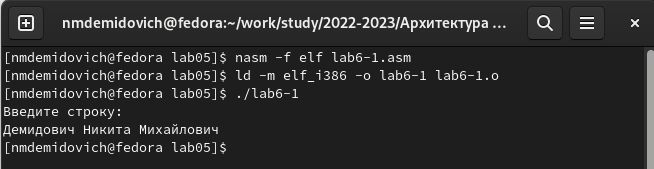 nmdemidovich@fedora:~/work/study/2022-2023/Архитектура ...
[nmdemidovich@fedora lab05]$ nasm -f elf lab6-1.asm
[nmdemidovich@fedora lab05]$ ld -m elf_i386 -o lab6-1 lab6-1.o
[nmdemidovich@fedora lab05]$ ./lab6-1
Введите строку:
Демидович Никита Михайлович
[nmdemidovich@fedora lab05]$